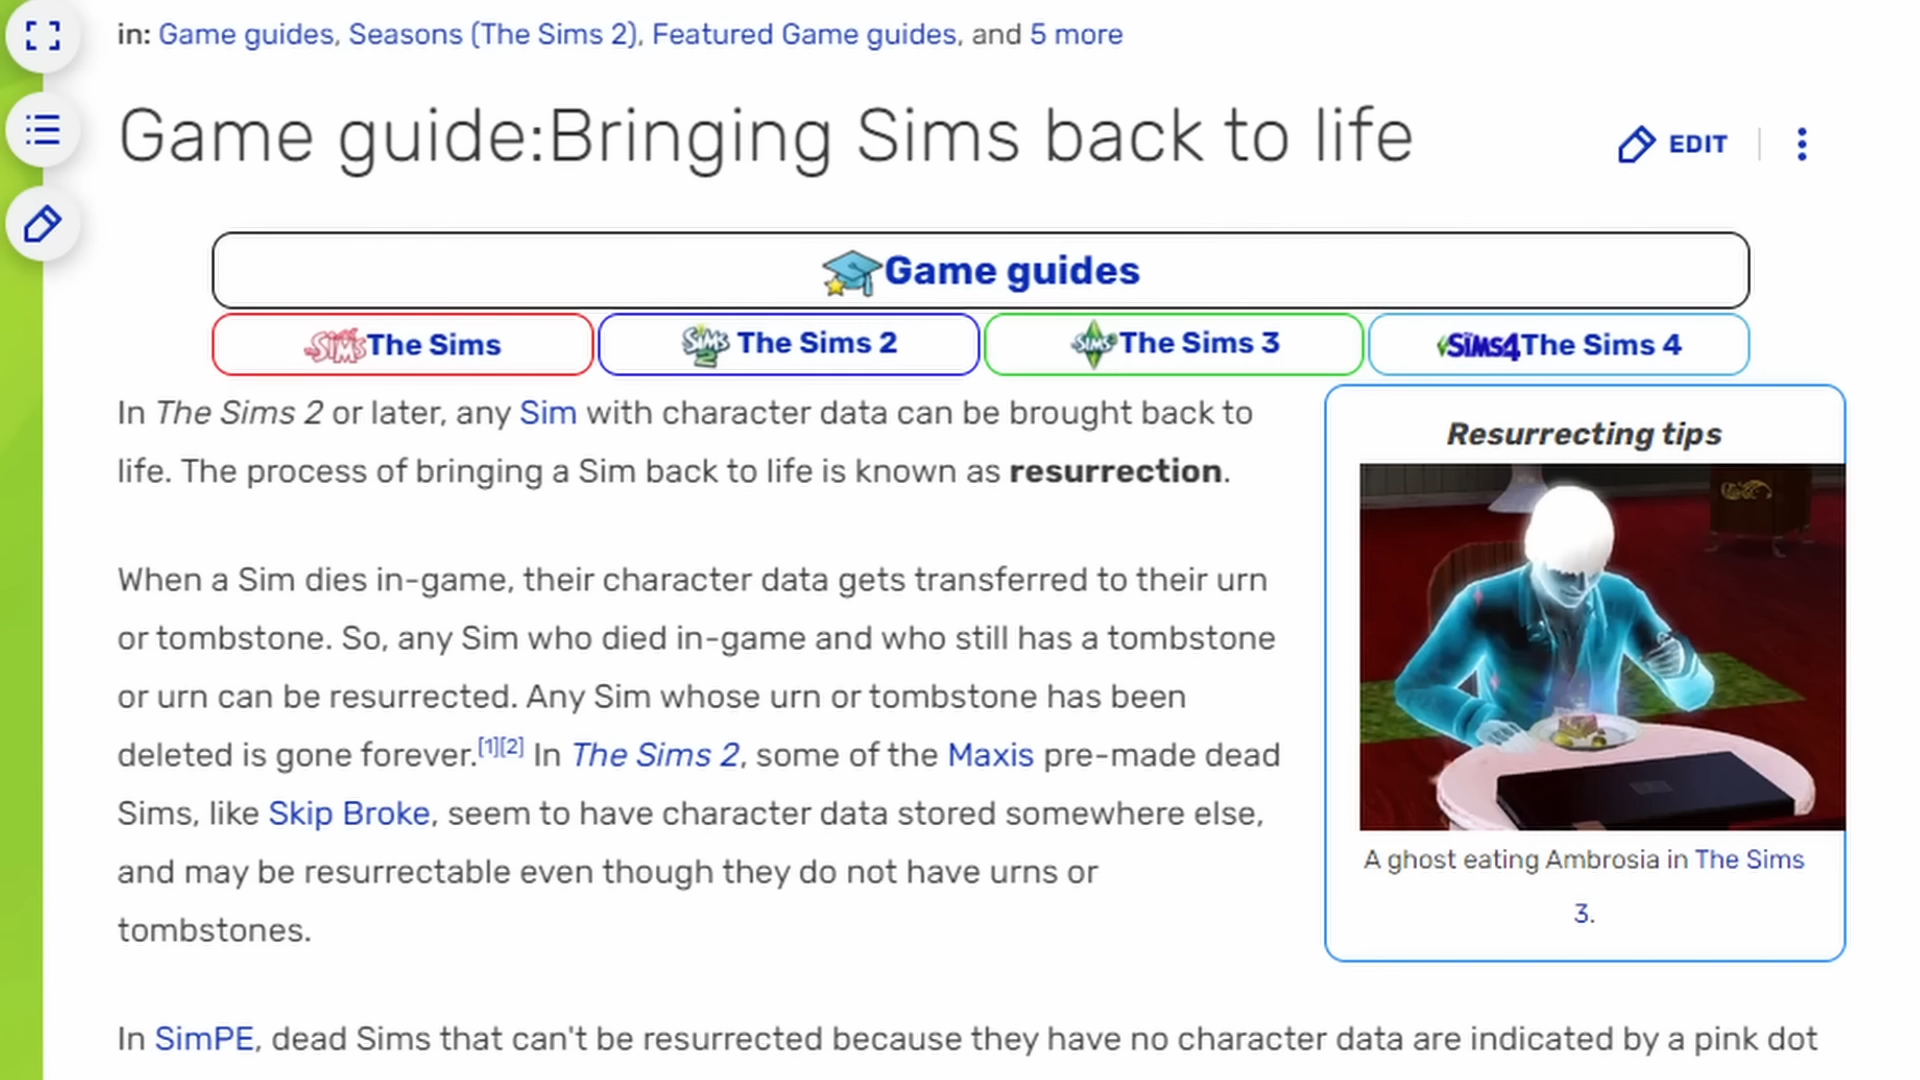 in: Game guides, Seasons (The Sims 2), Featured Game guides, and 5 more
Game guide:Bringing Sims back to life
EDIT
Game guides
The Sims
The Sims 2
The Sims 3
The Sims 4
In The Sims 2 or later, any Sim with character data can be brought back to
life. The process of bringing a Sim back to life is known as resurrection.
When a Sim dies in-game, their character data gets transferred to their urn
or tombstone. So, any Sim who died in-game and who still has a tombstone
or urn can be resurrected. Any Sim whose urn or tombstone has been
deleted is gone forever.[1][2] In The Sims 2, some of the Maxis pre-made dead
Sims, like Skip Broke, seem to have character data stored somewhere else,
and may be resurrectable even though they do not have urns or
tombstones.
Resurrecting tips
A ghost eating Ambrosia in The Sims
3.
In SimPE, dead Sims that can't be resurrected because they have no character data are indicated by a pink dot